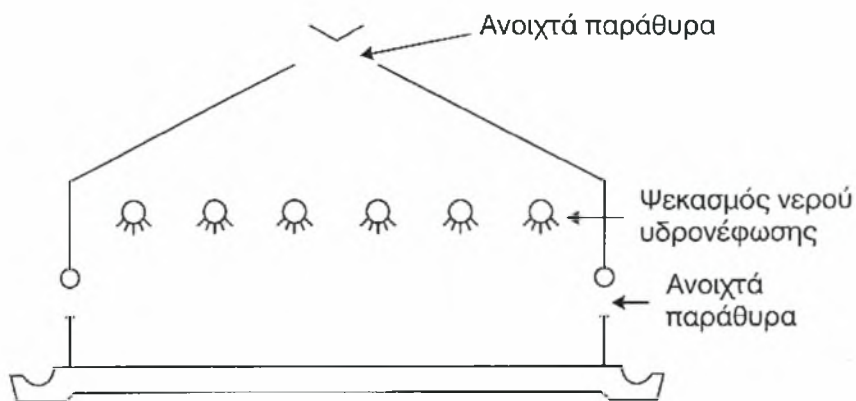 Ανοιχτά παράθυρα
Ψεκασμός νερού
υδρονέφωσης
Ανοιχτά
παράθυρα